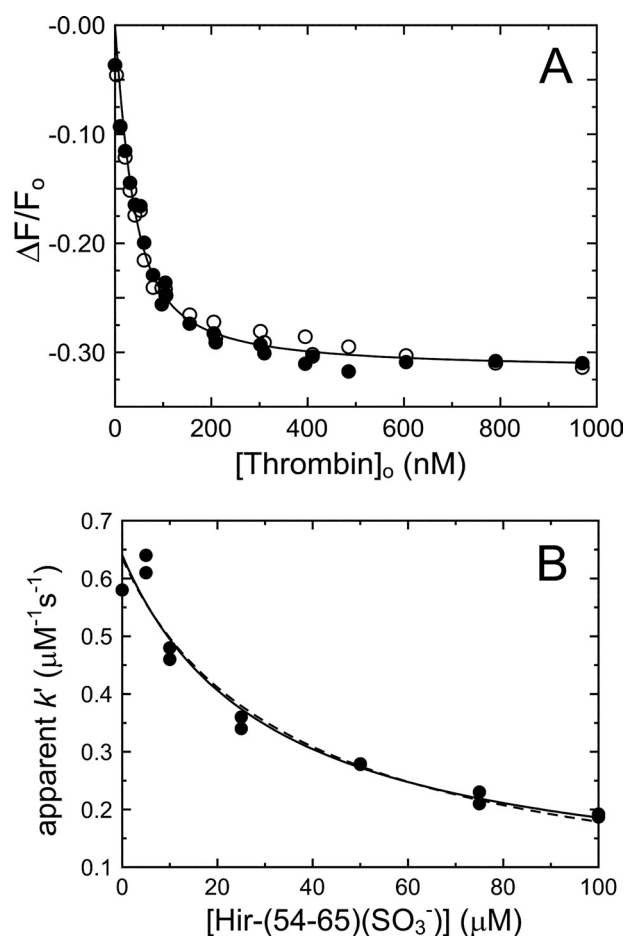 A
-0.00
-0.10
-0.20
-0.30
ΔF/Fₒ
0 200 400 600 800 1000
[Thrombin]ₒ (nM)
B
0.7
0.6
0.5
0.4
0.3
0.2
0.1
apparent k' (μM⁻¹s⁻¹)
0 20 40 60 80 100
[Hir-(54-65)(SO₃⁻)] (μM)